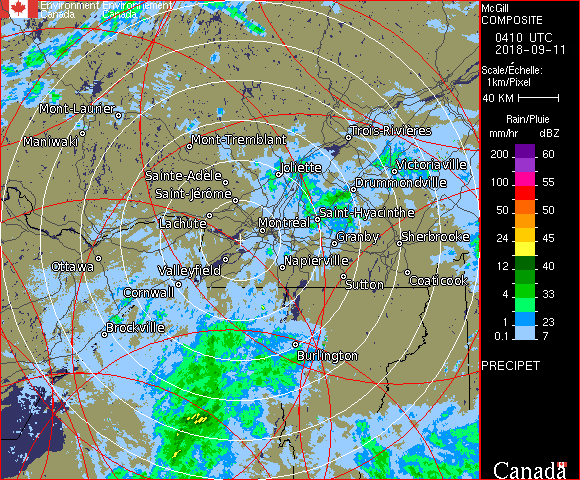 Environment Environnement
Canada Canada
McGill
COMPOSITE
0410 UTC
2018-09-11
Scale/Échelle:
1km/Pixel
40 KM
Rain/Pluie
mm/hr dBZ
200 60
100 55
50 50
24 45
12 40
4 33
1 23
0.1 7
PRECIPET
Canada
Mont-Laurier
Maniwaki
Mont-Tremblant
Trois-Rivières
Joliette
Victoriaville
Sainte-Adèle
Drummondville
Saint-Jérôme
Lachute
Saint-Hyacinthe
Montréal
Granby
Sherbrooke
Ottawa
Valleyfield
Napierville
Cornwall
Sutton
Coaticook
Brockville
Burlington